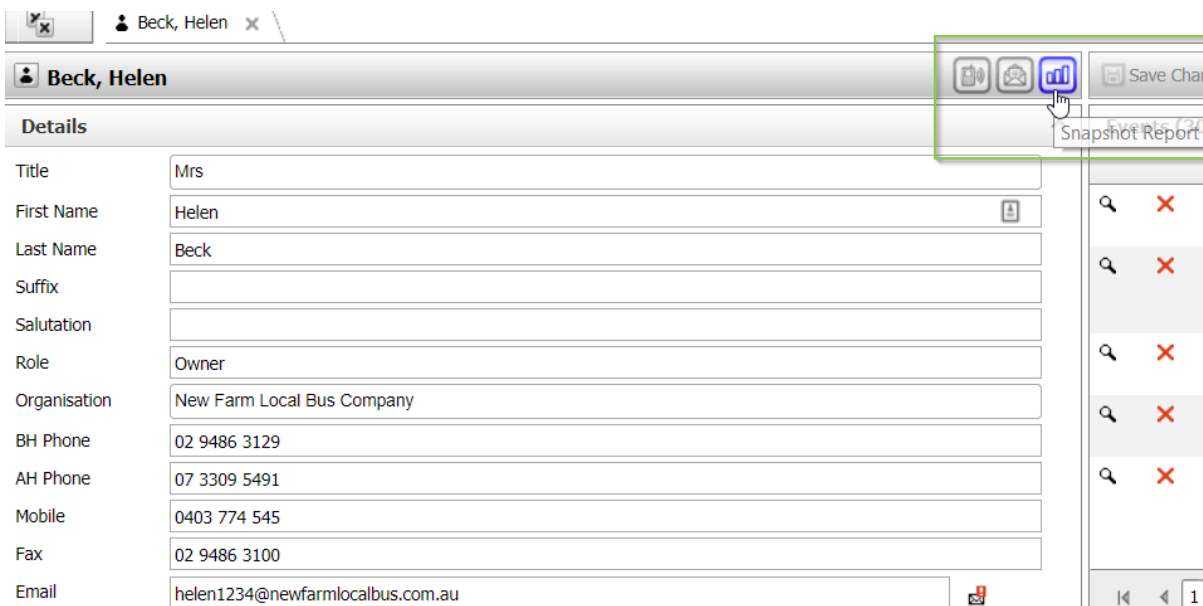 Beck, Helen
Beck, Helen
Save Char
Details
Snapshot Report
Title Mrs
First Name Helen
Last Name Beck
Suffix
Salutation
Role Owner
Organisation New Farm Local Bus Company
BH Phone 02 9486 3129
AH Phone 07 3309 5491
Mobile 0403 774 545
Fax 02 9486 3100
Email helen1234@newfarmlocalbus.com.au
1